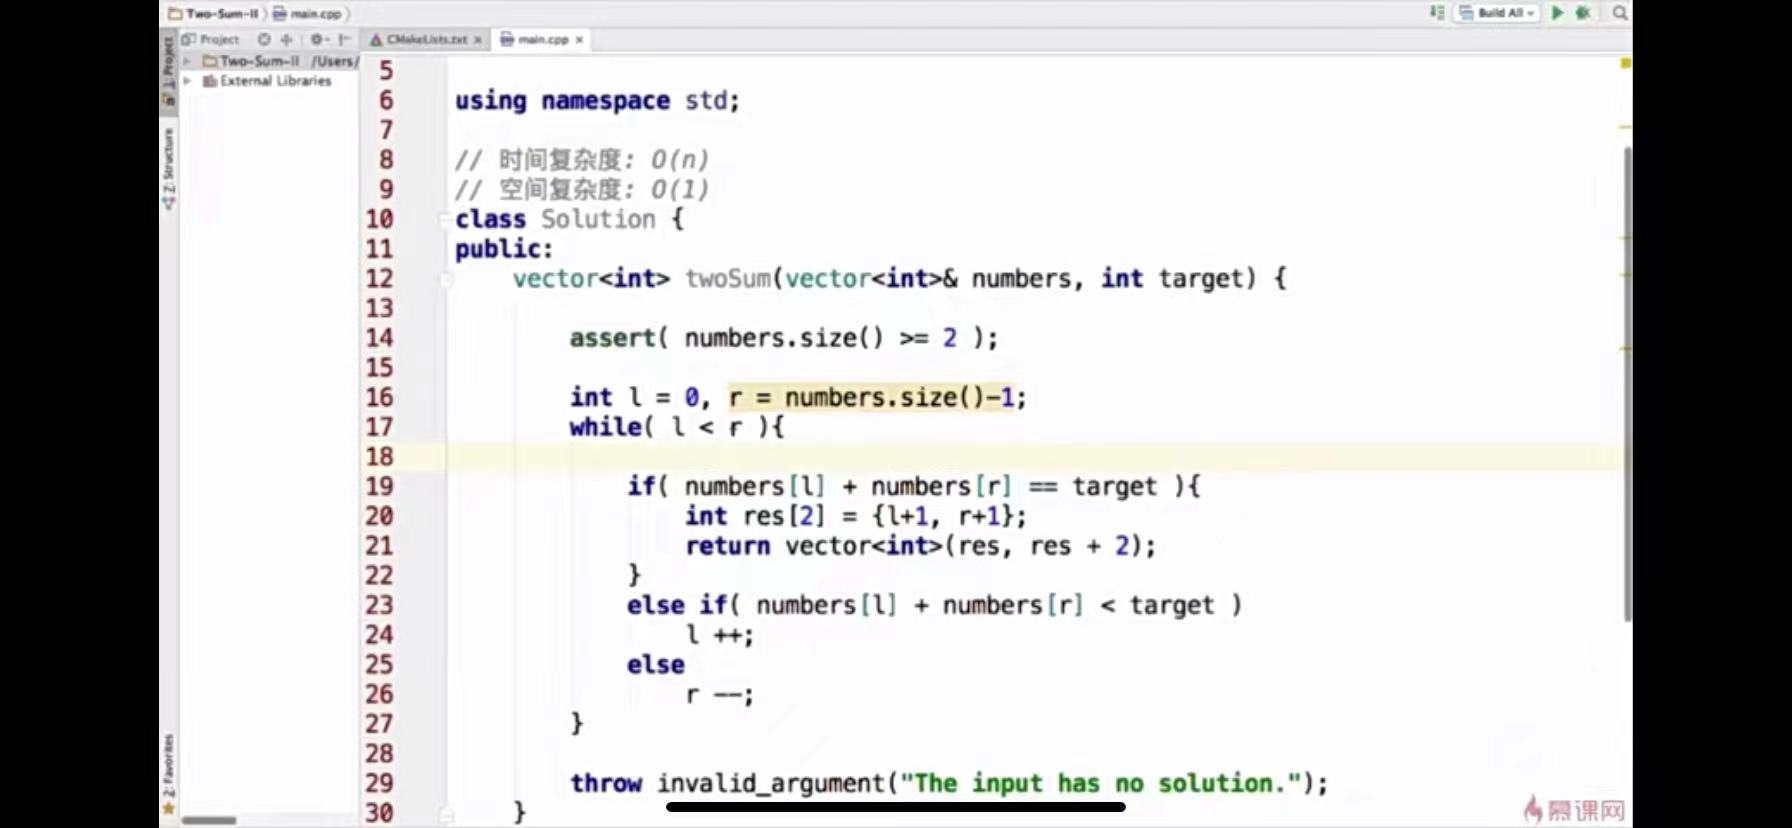 Two-Sum-II main.cpp
Build All
Project
CMakeLists.txt
main.cpp
1: Project
Two-Sum-II /Users/
External Libraries
2: Structure
2: Favorites
5
6 using namespace std;
7
8 // 时间复杂度: O(n)
9 // 空间复杂度: O(1)
10 class Solution {
11 public:
12 vector<int> twoSum(vector<int>& numbers, int target) {
13
14 assert( numbers.size() >= 2 );
15
16 int l = 0, r = numbers.size()-1;
17 while( l < r ){
18
19 if( numbers[l] + numbers[r] == target ){
20 int res[2] = {l+1, r+1};
21 return vector<int>(res, res + 2);
22 }
23 else if( numbers[l] + numbers[r] < target )
24 l ++;
25 else
26 r --;
27 }
28
29 throw invalid_argument("The input has no solution.");
30 }
慕课网